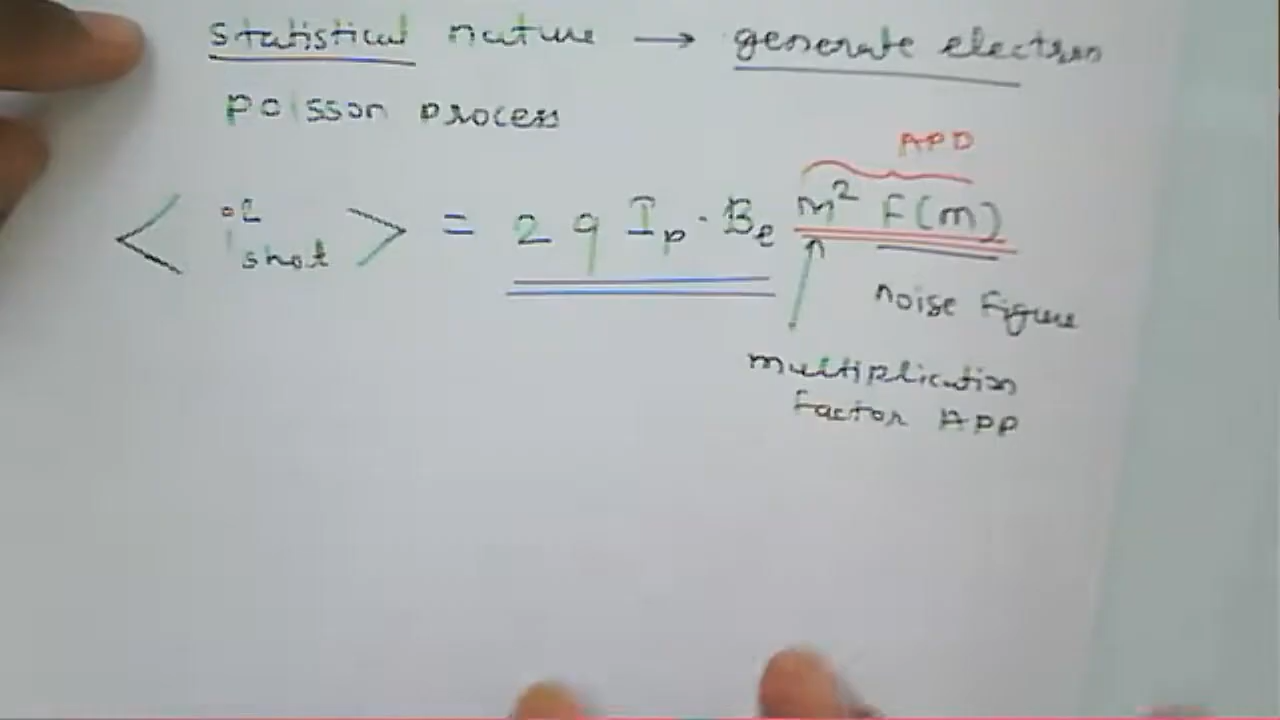 statistical nature → generate electron
poisson process
APD
< i² shot > = 2 q Ip · Be m² F(m)
noise figure
multiplication
factor APD